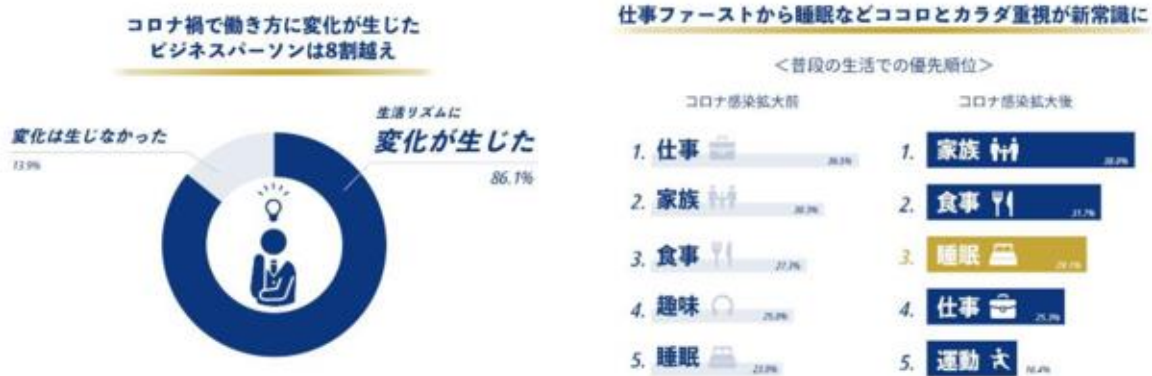 コロナ禍で働き方に変化が生じた
ビジネスパーソンは8割越え
変化は生じなかった
13.9%
生活リズムに
変化が生じた
86.1%
仕事ファーストから睡眠などココロとカラダ重視が新常識に
<普段の生活での優先順位>
コロナ感染拡大前
1. 仕事
2. 家族
3. 食事
4. 趣味
5. 睡眠
コロナ感染拡大後
1. 家族
2. 食事
3. 睡眠
4. 仕事 25.3%
5. 運動